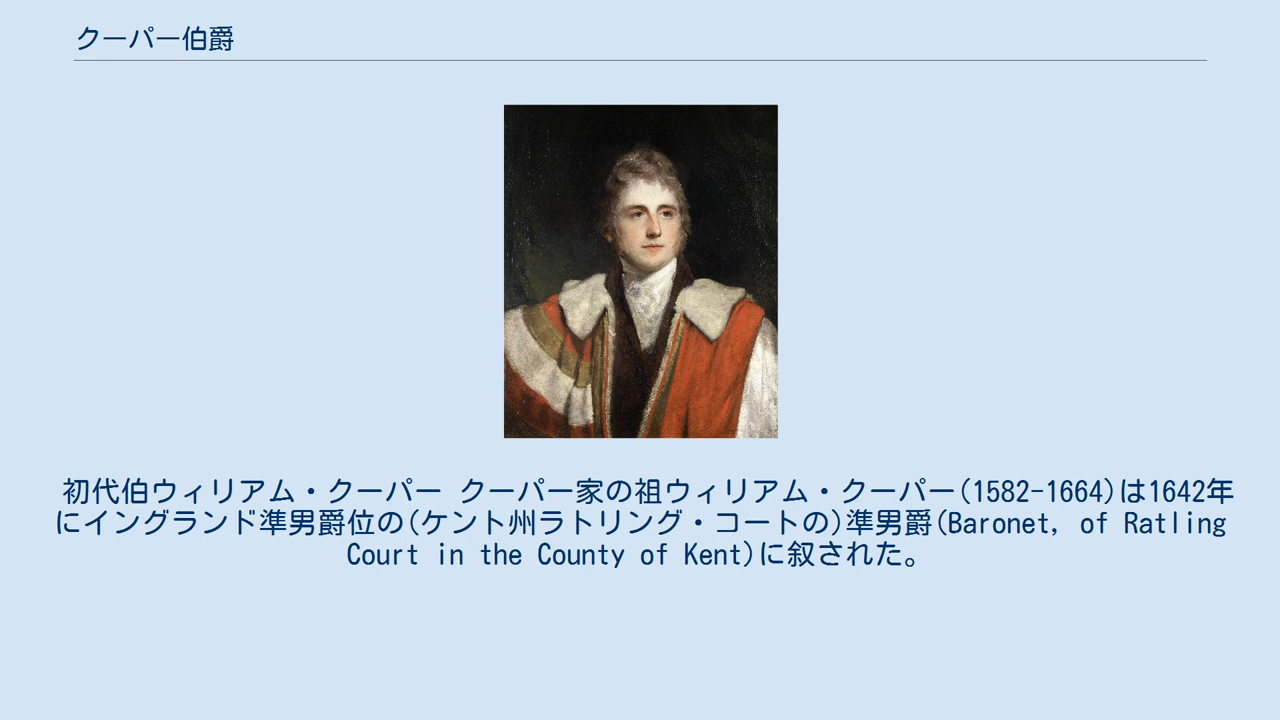 クーパー伯爵
初代伯ウィリアム・クーパー クーパー家の祖ウィリアム・クーパー(1582-1664)は1642年
にイングランド準男爵位の(ケント州ラトリング・コートの)準男爵(Baronet, of Ratling
Court in the County of Kent)に叙された。